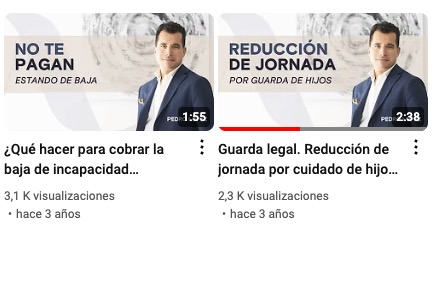 NO TE
PAGAN
ESTANDO DE BAJA
1:55
¿Qué hacer para cobrar la
baja de incapacidad...
3,1 K visualizaciones
• hace 3 años
REDUCCIÓN
DE JORNADA
POR GUARDA DE HIJOS
2:38
Guarda legal. Reducción de
jornada por cuidado de hijo...
2,3 K visualizaciones
• hace 3 años